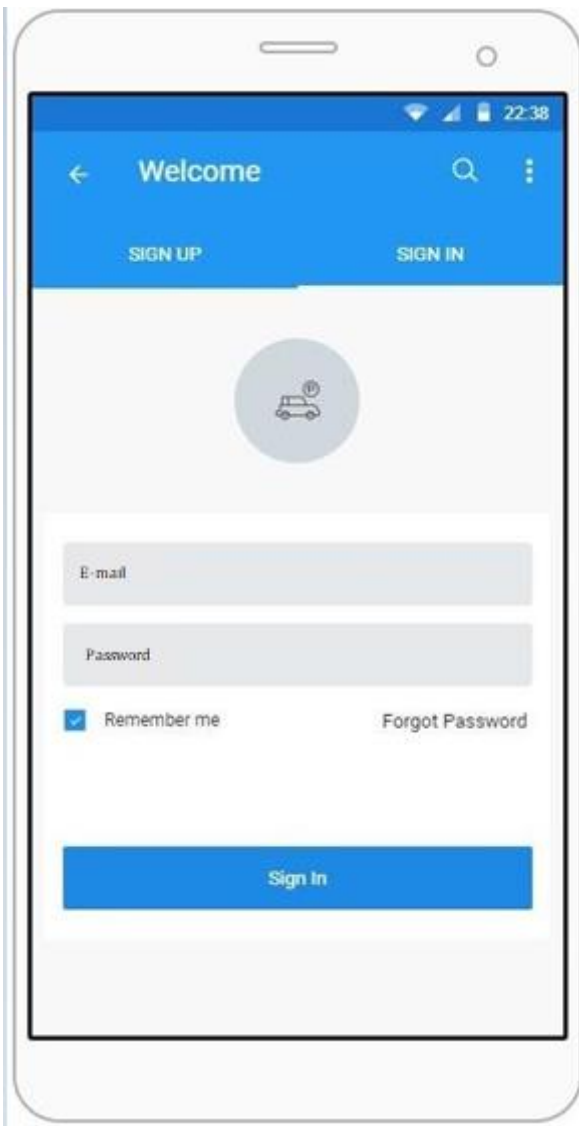 22:38
Welcome
SIGN UP SIGN IN
P
E-mail
Password
Remember me Forgot Password
Sign In